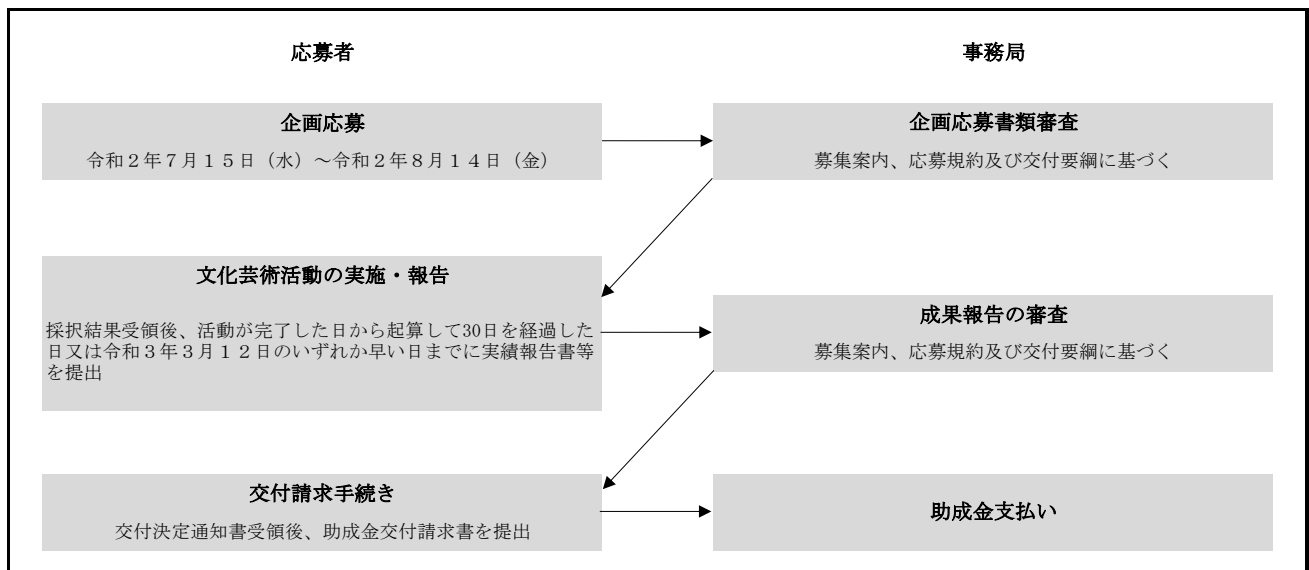 応募者
事務局
企画応募
令和２年７月１５日（水）～令和２年８月１４日（金）
企画応募書類審査
募集案内、応募規約及び交付要綱に基づく
文化芸術活動の実施・報告
採択結果受領後、活動が完了した日から起算して30日を経過した
日又は令和３年３月１２日のいずれか早い日までに実績報告書等
を提出
成果報告の審査
募集案内、応募規約及び交付要綱に基づく
交付請求手続き
交付決定通知書受領後、助成金交付請求書を提出
助成金支払い